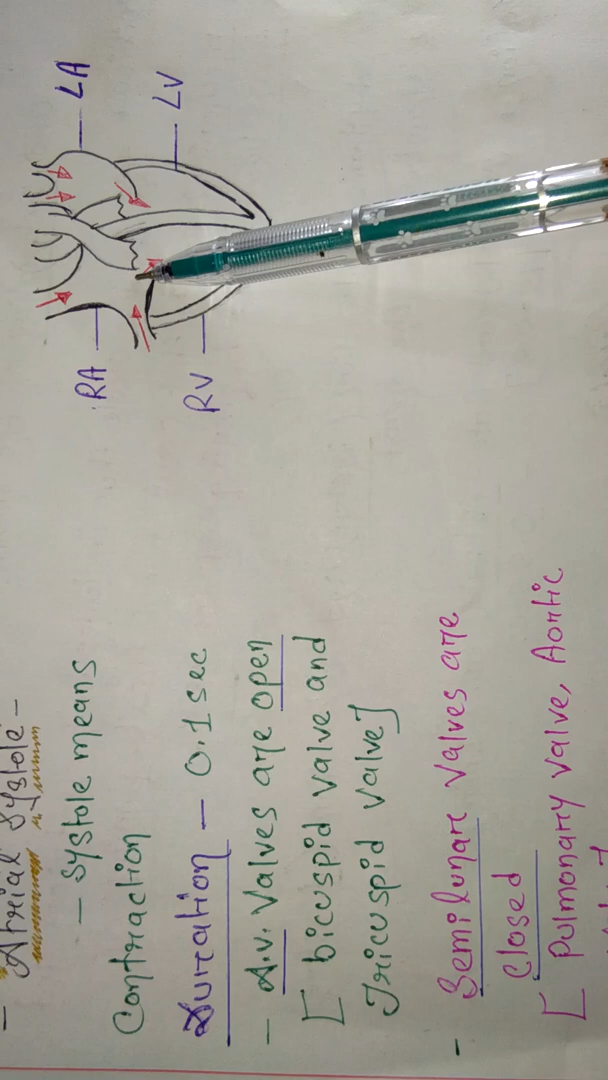 - Atrial Systole -
- Systole means
Contraction
Duration - 0.1 sec
- A.V. Valves are open
[ bicuspid valve and
Tricuspid valve]
- Semilunar valves are
Closed
[ Pulmonary valve, Aortic
RA
RV
LA
LV